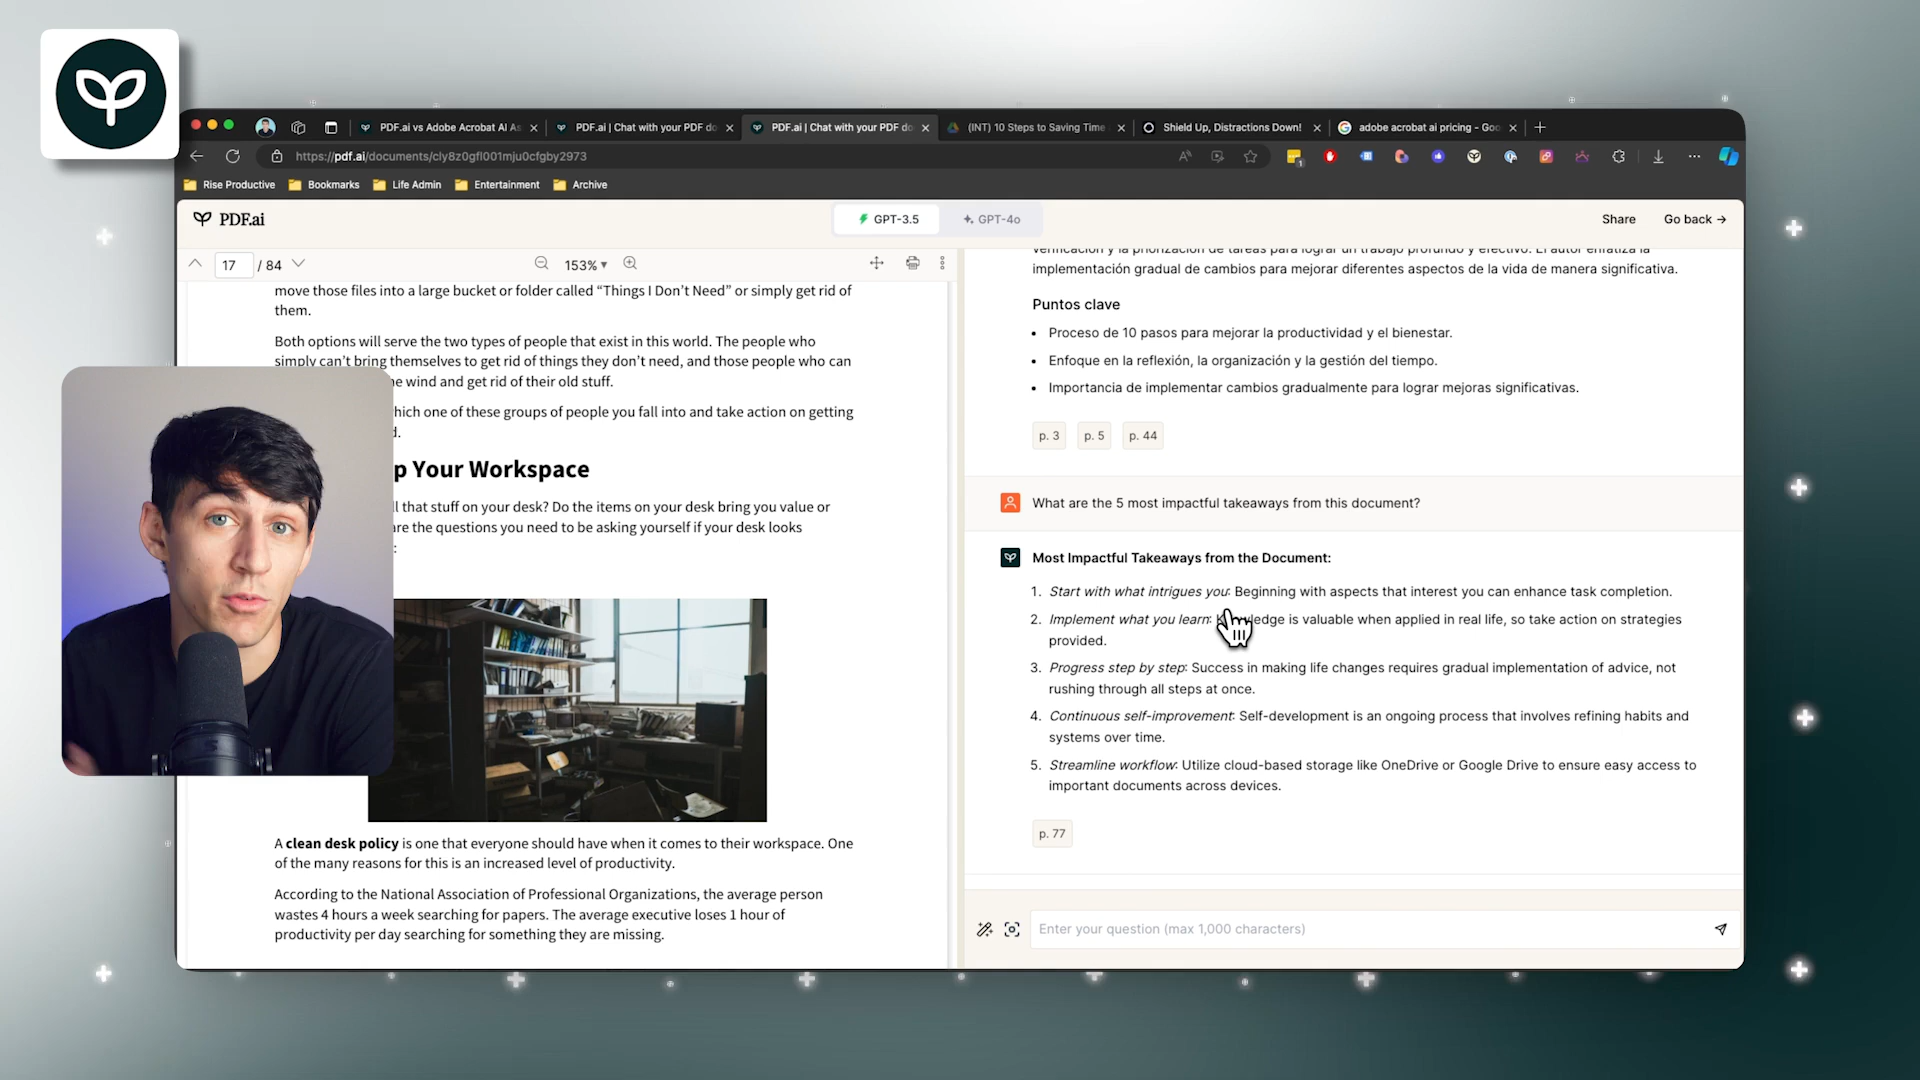 PDF.ai vs Adobe Acrobat AI As
PDF.ai | Chat with your PDF do
PDF.ai | Chat with your PDF do
(INT) 10 Steps to Saving Time
Shield Up, Distractions Down!
adobe acrobat ai pricing - Goo
https://pdf.ai/documents/cly8z0gfl001mju0cfgby2973
Rise Productive
Bookmarks
Life Admin
Entertainment
Archive
PDF.ai
GPT-3.5
GPT-4o
Share
Go back →
17 / 84
153%
move those files into a large bucket or folder called “Things I Don’t Need” or simply get rid of
them.
Both options will serve the two types of people that exist in this world. The people who
simply can’t bring themselves to get rid of things they don’t need, and those people who can
e wind and get rid of their old stuff.
hich one of these groups of people you fall into and take action on getting
d.
p Your Workspace
ll that stuff on your desk? Do the items on your desk bring you value or
are the questions you need to be asking yourself if your desk looks
:
A clean desk policy is one that everyone should have when it comes to their workspace. One
of the many reasons for this is an increased level of productivity.
According to the National Association of Professional Organizations, the average person
wastes 4 hours a week searching for papers. The average executive loses 1 hour of
productivity per day searching for something they are missing.
verificación y la priorización de tareas para lograr un trabajo profundo y efectivo. El autor enfatiza la
implementación gradual de cambios para mejorar diferentes aspectos de la vida de manera significativa.
Puntos clave
• Proceso de 10 pasos para mejorar la productividad y el bienestar.
• Enfoque en la reflexión, la organización y la gestión del tiempo.
• Importancia de implementar cambios gradualmente para lograr mejoras significativas.
p. 3
p. 5
p. 44
What are the 5 most impactful takeaways from this document?
Most Impactful Takeaways from the Document:
1. Start with what intrigues you: Beginning with aspects that interest you can enhance task completion.
2. Implement what you learn: K ledge is valuable when applied in real life, so take action on strategies
provided.
3. Progress step by step: Success in making life changes requires gradual implementation of advice, not
rushing through all steps at once.
4. Continuous self-improvement: Self-development is an ongoing process that involves refining habits and
systems over time.
5. Streamline workflow: Utilize cloud-based storage like OneDrive or Google Drive to ensure easy access to
important documents across devices.
p. 77
Enter your question (max 1,000 characters)